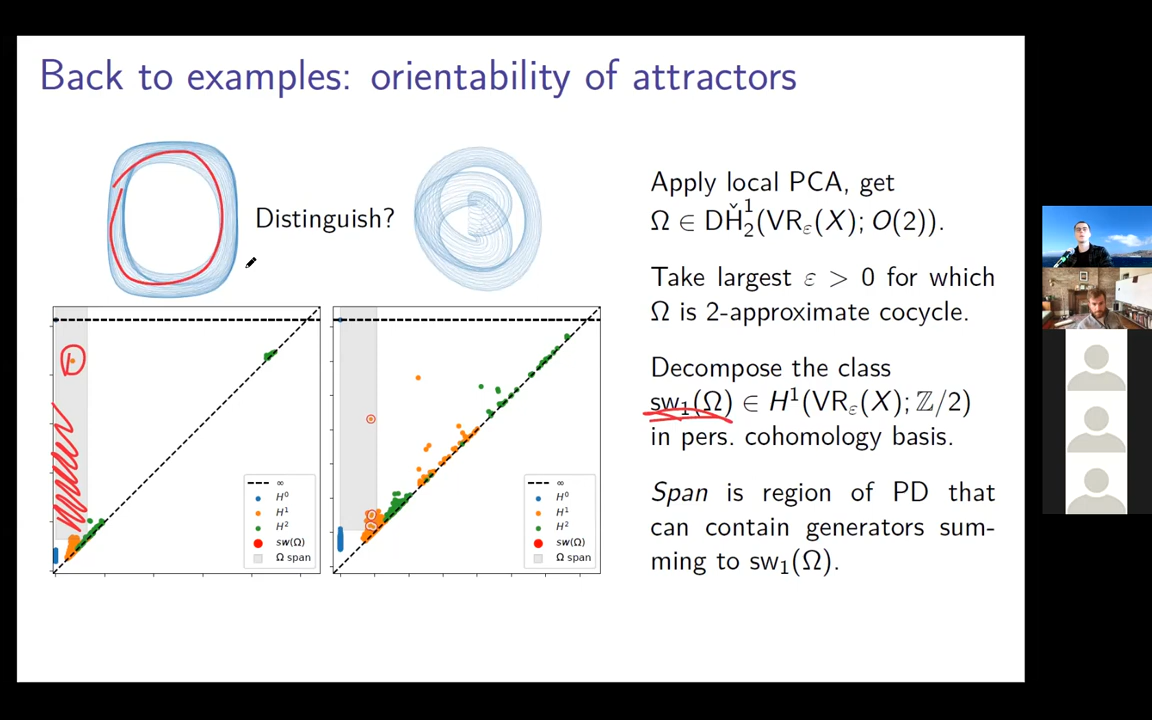 Back to examples: orientability of attractors
Distinguish?
Apply local PCA, get
Ω ∈ DȞ¹₂(VRε(X); O(2)).
Take largest ε > 0 for which
Ω is 2-approximate cocycle.
Decompose the class
sw₁(Ω) ∈ H¹(VRε(X); ℤ/2)
in pers. cohomology basis.
Span is region of PD that
can contain generators sum-
ming to sw₁(Ω).
∞
H⁰
H¹
H²
sw(Ω)
Ω span
∞
H⁰
H¹
H²
sw(Ω)
Ω span